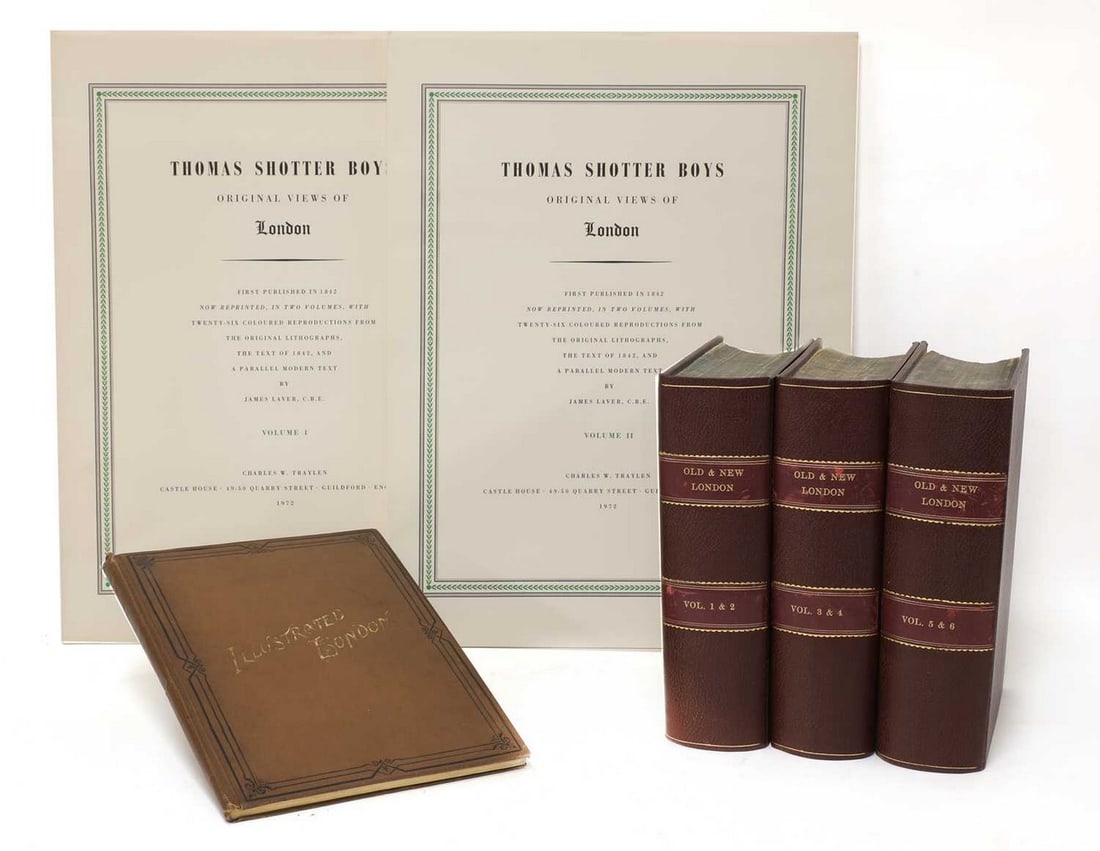 THOMAS SHOTTER BOYS
ORIGINAL VIEWS OF
London
FIRST PUBLISHED IN 1842
NOW REPRINTED, IN TWO VOLUMES, WITH
TWENTY-SIX COLOURED REPRODUCTIONS FROM
THE ORIGINAL LITHOGRAPHS,
THE TEXT OF 1842, AND
A PARALLEL MODERN TEXT
BY
JAMES LAVER, C.B.E.
VOLUME I
CHARLES W. TRAYLEN
CASTLE HOUSE · 49-50 QUARRY STREET · GUILDFORD · EN
1972
THOMAS SHOTTER BOYS
ORIGINAL VIEWS OF
London
FIRST PUBLISHED IN 1842
NOW REPRINTED, IN TWO VOLUMES, WITH
TWENTY-SIX COLOURED REPRODUCTIONS FROM
THE ORIGINAL LITHOGRAPHS,
THE TEXT OF 1842, AND
A PARALLEL MODERN TEXT
BY
JAMES LAVER, C.B.E.
VOLUME II
CHARLES W. TRAYLEN
CASTLE HOUSE · 49-50 QUARRY STREET · GUIL
1972
ILLUSTRATED
LONDON
OLD & NEW
LONDON
VOL. 1 & 2
OLD & NEW
LONDON
VOL. 3 & 4
OLD & NEW
LONDON
VOL. 5 & 6